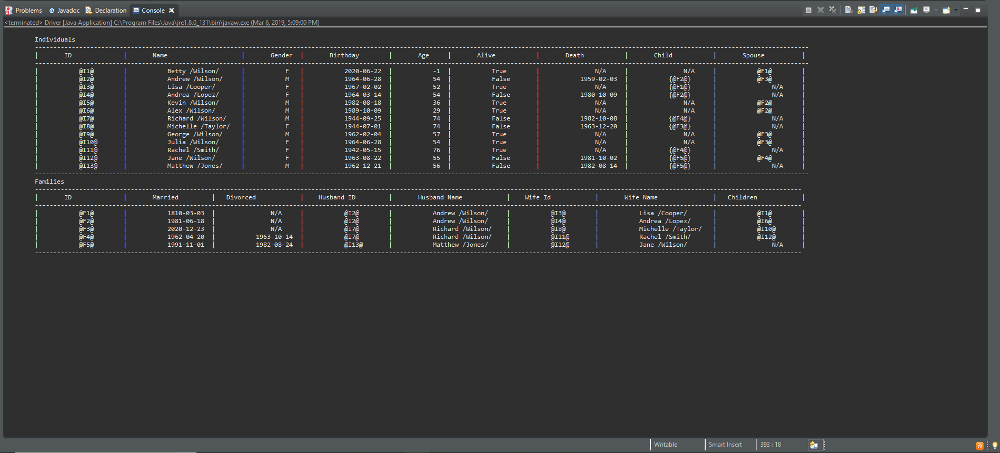 Problems Javadoc Declaration Console
<terminated> Driver [Java Application] C:\Program Files\Java\jre1.8.0_131\bin\javaw.exe (Mar 6, 2019, 5:09:00 PM)
Individuals
| ID | Name | Gender | Birthday | Age | Alive | Death | Child | Spouse |
| @I1@ | Betty /Wilson/ | F | 2020-06-22 | -1 | True | N/A | N/A | @F1@ |
| @I2@ | Andrew /Wilson/ | M | 1964-06-28 | 54 | False | 1959-02-03 | {@F2@} | @F3@ |
| @I3@ | Lisa /Cooper/ | F | 1967-02-02 | 52 | True | N/A | {@F1@} | N/A |
| @I4@ | Andrea /Lopez/ | F | 1964-03-14 | 54 | False | 1980-10-09 | {@F2@} | N/A |
| @I5@ | Kevin /Wilson/ | M | 1982-08-18 | 36 | True | N/A | N/A | @F2@ |
| @I6@ | Alex /Wilson/ | M | 1989-10-09 | 29 | True | N/A | N/A | @F2@ |
| @I7@ | Richard /Wilson/ | M | 1944-09-25 | 74 | False | 1982-10-08 | {@F4@} | N/A |
| @I8@ | Michelle /Taylor/ | F | 1944-07-01 | 74 | False | 1963-12-20 | {@F3@} | N/A |
| @I9@ | George /Wilson/ | M | 1962-02-04 | 57 | True | N/A | N/A | @F3@ |
| @I10@ | Julia /Wilson/ | F | 1964-06-28 | 54 | True | N/A | N/A | @F3@ |
| @I11@ | Rachel /Smith/ | F | 1942-05-15 | 76 | True | N/A | {@F4@} | N/A |
| @I12@ | Jane /Wilson/ | F | 1963-08-22 | 55 | False | 1981-10-02 | {@F5@} | @F4@ |
| @I13@ | Matthew /Jones/ | M | 1962-12-21 | 56 | False | 1982-08-14 | {@F5@} | N/A |
Families
| ID | Married | Divorced | Husband ID | Husband Name | Wife Id | Wife Name | Children |
| @F1@ | 1810-03-03 | N/A | @I2@ | Andrew /Wilson/ | @I3@ | Lisa /Cooper/ | @I1@ |
| @F2@ | 1981-06-18 | N/A | @I2@ | Andrew /Wilson/ | @I4@ | Andrea /Lopez/ | @I6@ |
| @F3@ | 2020-12-23 | N/A | @I7@ | Richard /Wilson/ | @I8@ | Michelle /Taylor/ | @I10@ |
| @F4@ | 1962-04-20 | 1963-10-14 | @I7@ | Richard /Wilson/ | @I11@ | Rachel /Smith/ | @I12@ |
| @F5@ | 1991-11-01 | 1982-08-24 | @I13@ | Matthew /Jones/ | @I12@ | Jane /Wilson/ | N/A |
Writable Smart Insert 393 : 18